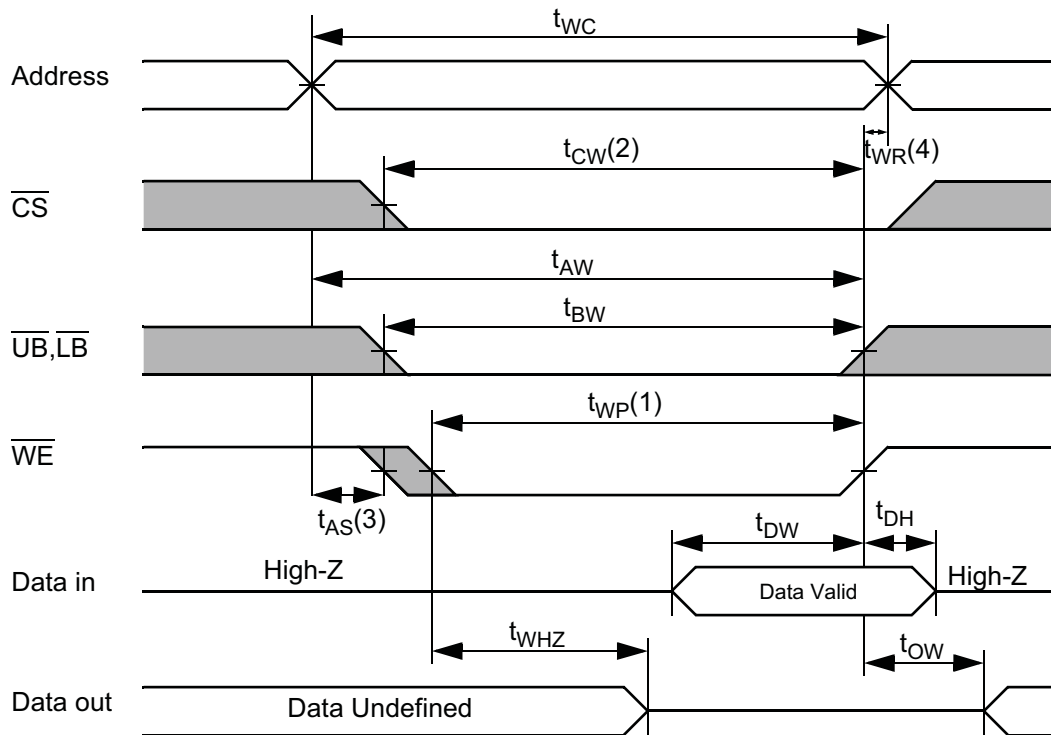 tWC
Address
tCW(2)
tWR(4)
CS
tAW
tBW
UB,LB
tWP(1)
WE
tAS(3)
tDW
tDH
Data in
High-Z
Data Valid
High-Z
tWHZ
tOW
Data out
Data Undefined